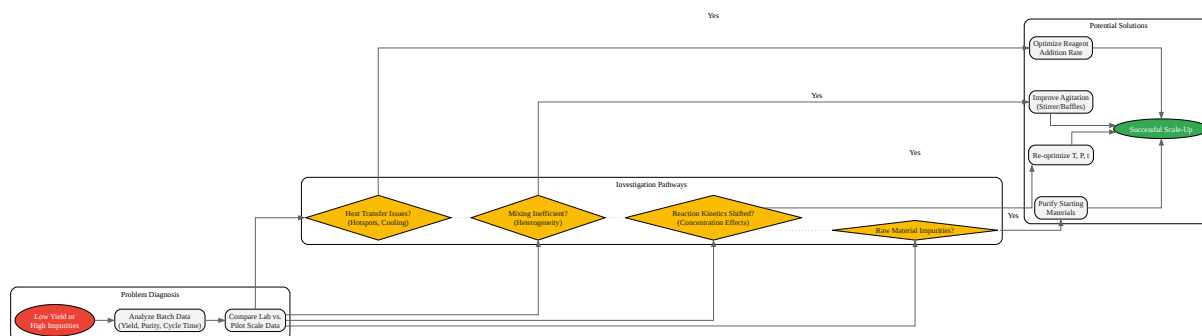 Yes
Potential Solutions
Optimize Reagent
Addition Rate
Yes
Improve Agitation
(Stirrer/Baffles)
Successful Scale-Up
Yes
Re-optimize T, P, t
Investigation Pathways
Heat Transfer Issues?
(Hotspots, Cooling)
Mixing Inefficient?
(Heterogeneity)
Reaction Kinetics Shifted?
(Concentration Effects)
Raw Material Impurities?
Yes
Purify Starting
Materials
Problem Diagnosis
Low Yield or
High Impurities
Analyze Batch Data
(Yield, Purity, Cycle Time)
Compare Lab vs.
Pilot Scale Data